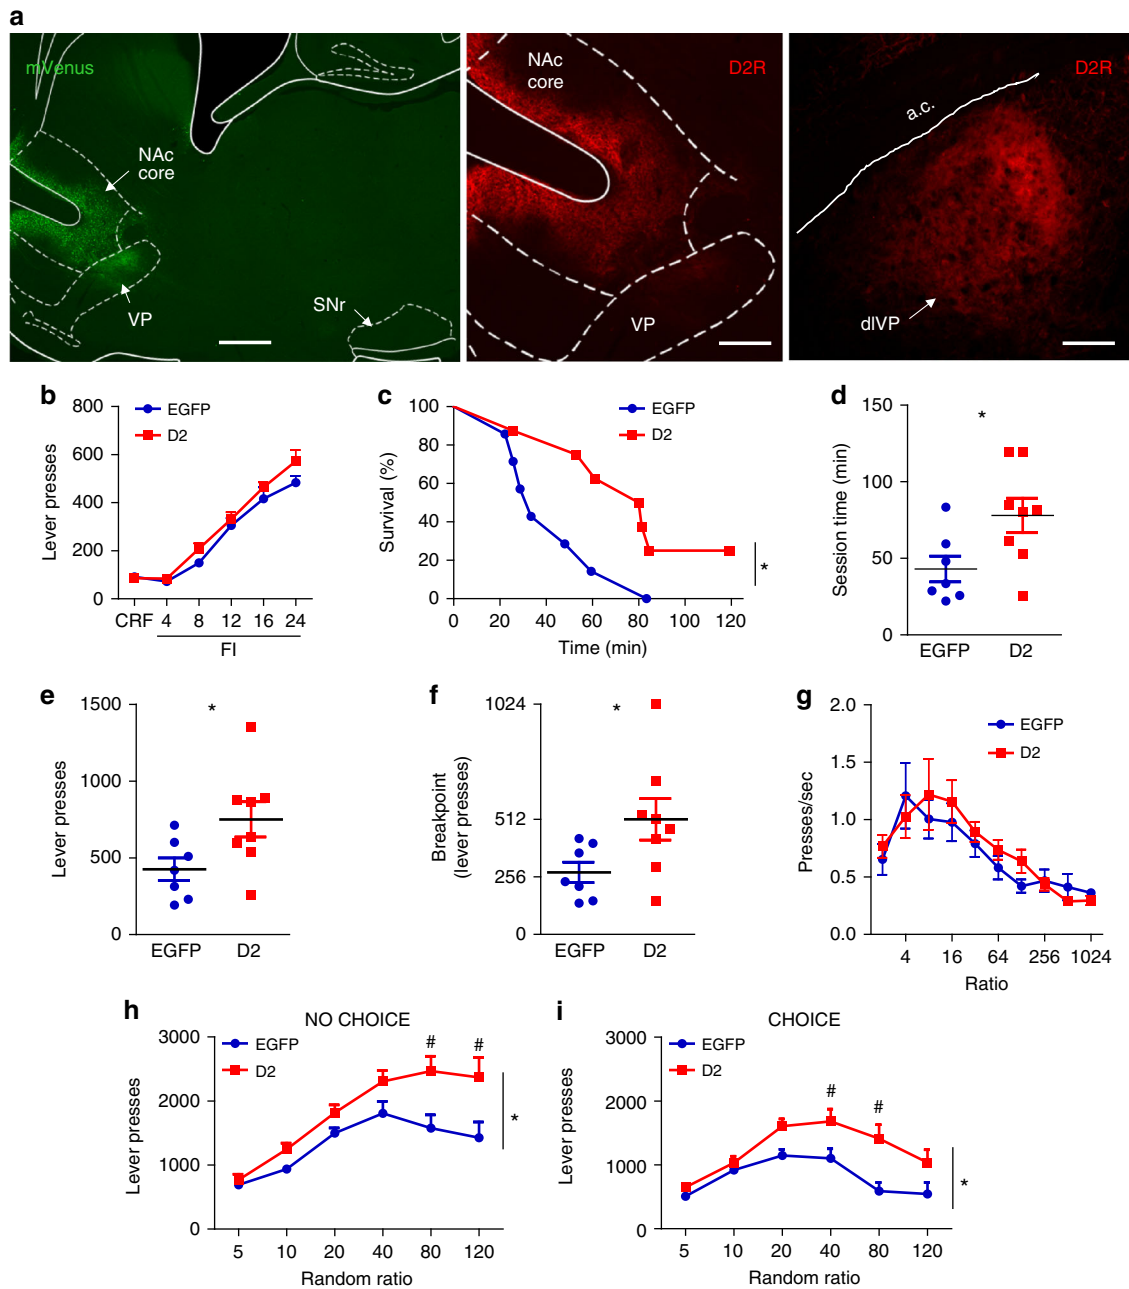 a
mVenus
NAc
core
VP
SNr
NAc
core
D2R
VP
D2R
a.c.
dlVP
b
800
600
400
200
0
Lever presses
EGFP
D2
CRF 4 8 12 16 24
FI
c
100
80
60
40
20
0
Survival (%)
EGFP
D2
*
0 20 40 60 80 100 120
Time (min)
d
150
100
50
0
Session time (min)
*
EGFP D2
e
1500
1000
500
0
Lever presses
*
EGFP D2
f
1024
512
256
0
Breakpoint
(lever presses)
*
EGFP D2
g
2.0
1.5
1.0
0.5
0.0
Presses/sec
EGFP
D2
4 16 64 256 1024
Ratio
h
NO CHOICE
3000
2000
1000
0
Lever presses
EGFP
D2
# #
*
5 10 20 40 80 120
Random ratio
i
CHOICE
3000
2000
1000
0
Lever presses
EGFP
D2
# #
*
5 10 20 40 80 120
Random ratio